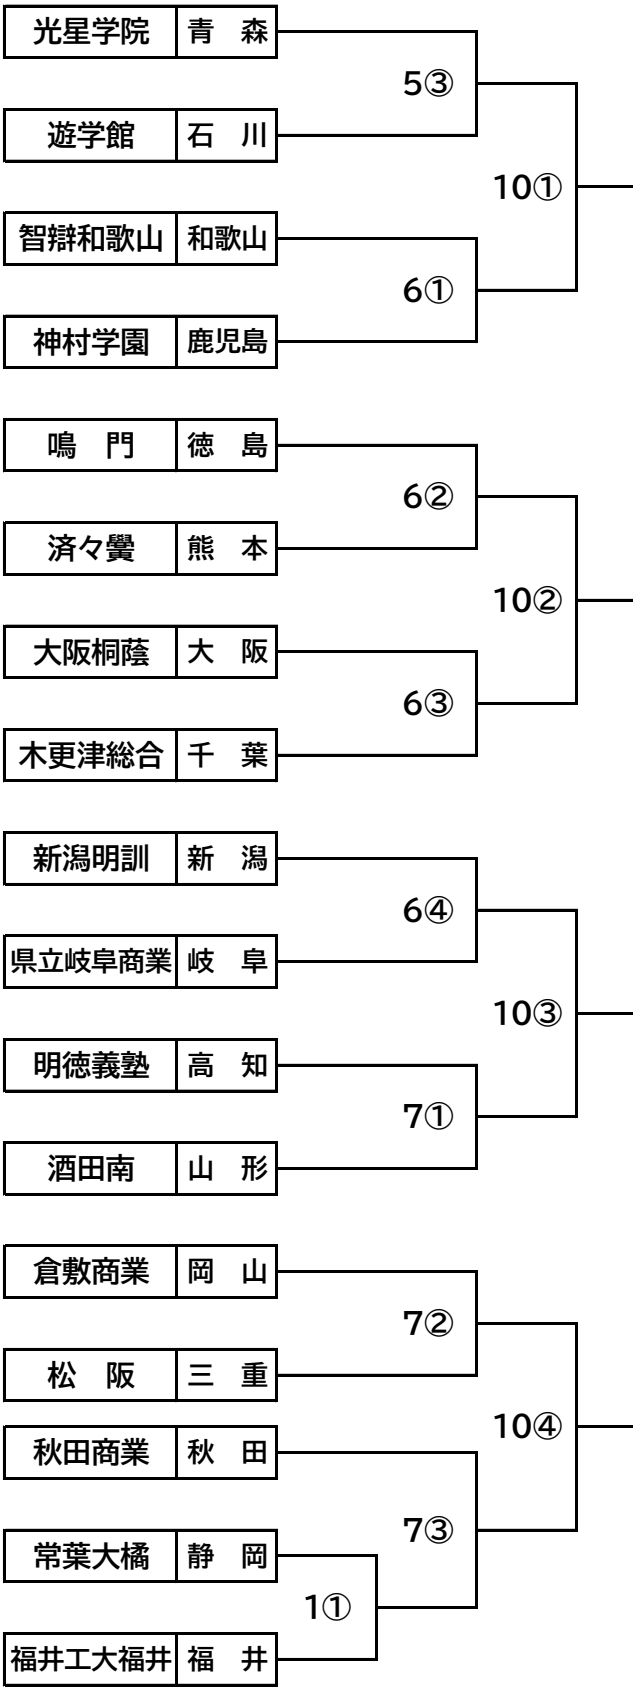 光星学院 青 森
5③
遊学館 石 川
10①
智辯和歌山 和歌山
6①
神村学園 鹿児島
鳴 門 徳 島
6②
済々黌 熊 本
10②
大阪桐蔭 大 阪
6③
木更津総合 千 葉
新潟明訓 新 潟
6④
県立岐阜商業 岐 阜
10③
明徳義塾 高 知
7①
酒田南 山 形
倉敷商業 岡 山
7②
松 阪 三 重
10④
秋田商業 秋 田
7③
常葉大橘 静 岡
1①
福井工大福井 福 井